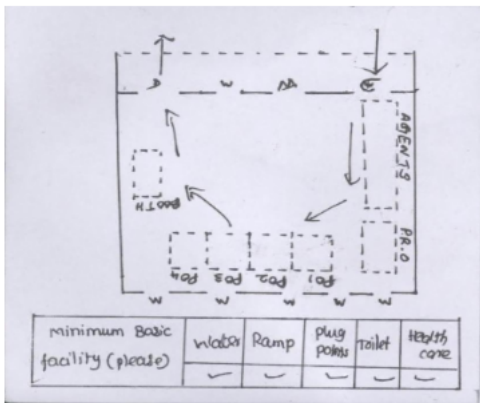 AGENTS
PR.O
BOOTH
PO4
PO3
PO2
PO1
W W W W W
minimum Basic facility (please)
Water
Ramp
Plug points
Toilet
Health care